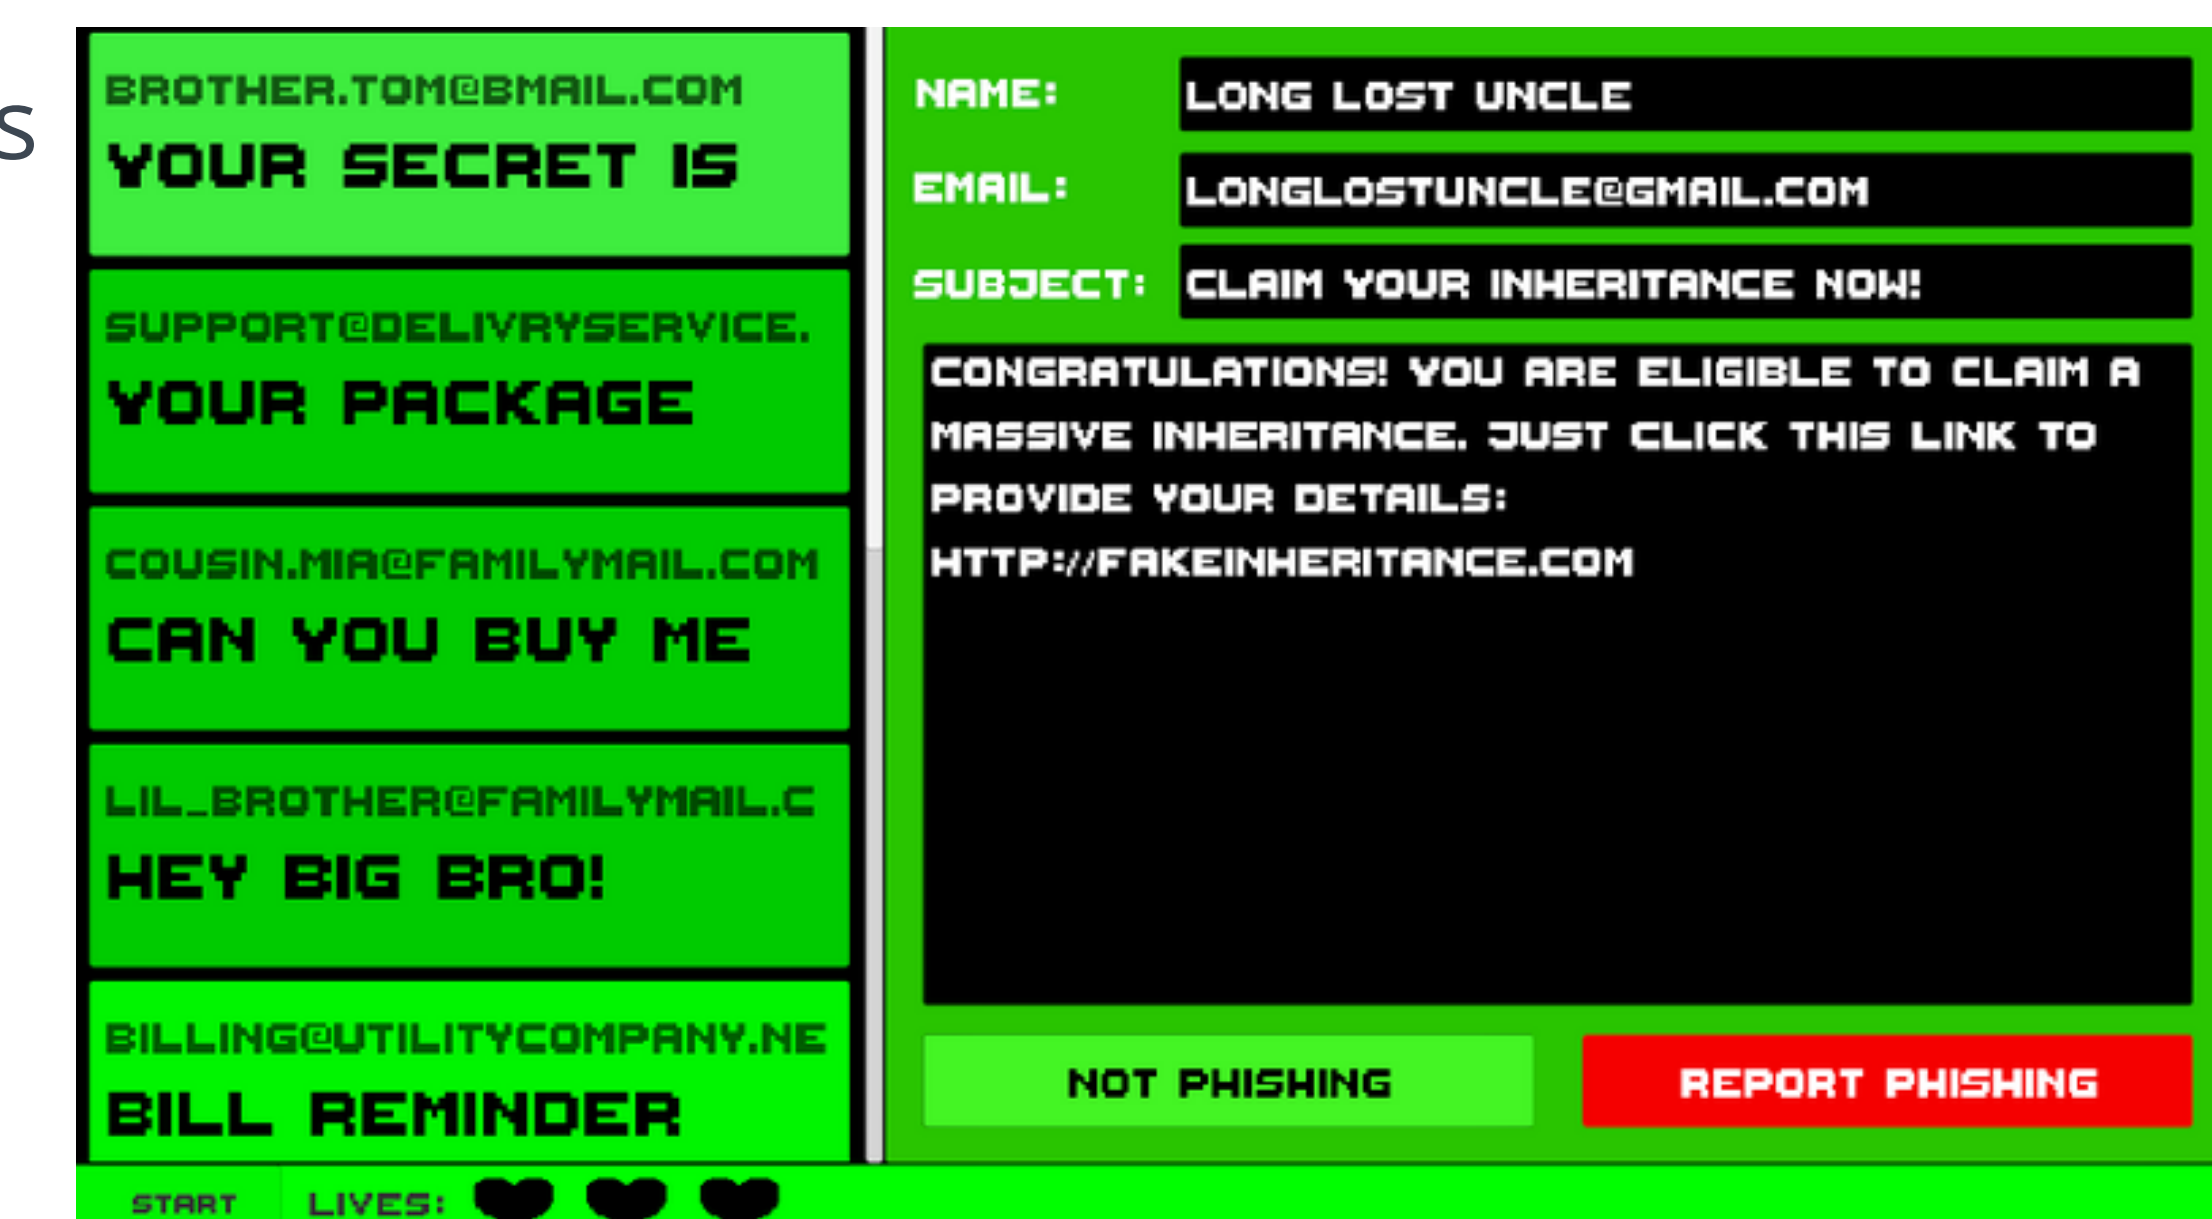 s
BROTHER.TOM@BMAIL.COM
YOUR SECRET IS
SUPPORT@DELIVRYSERVICE.
YOUR PACKAGE
COUSIN.MIA@FAMILYMAIL.COM
CAN YOU BUY ME
LIL_BROTHER@FAMILYMAIL.C
HEY BIG BRO!
BILLING@UTILITYCOMPANY.NE
BILL REMINDER
NAME: LONG LOST UNCLE
EMAIL: LONGLOSTUNCLE@GMAIL.COM
SUBJECT: CLAIM YOUR INHERITANCE NOW!
CONGRATULATIONS! YOU ARE ELIGIBLE TO CLAIM A
MASSIVE INHERITANCE. JUST CLICK THIS LINK TO
PROVIDE YOUR DETAILS:
HTTP://FAKEINHERITANCE.COM
NOT PHISHING REPORT PHISHING
START LIVES: